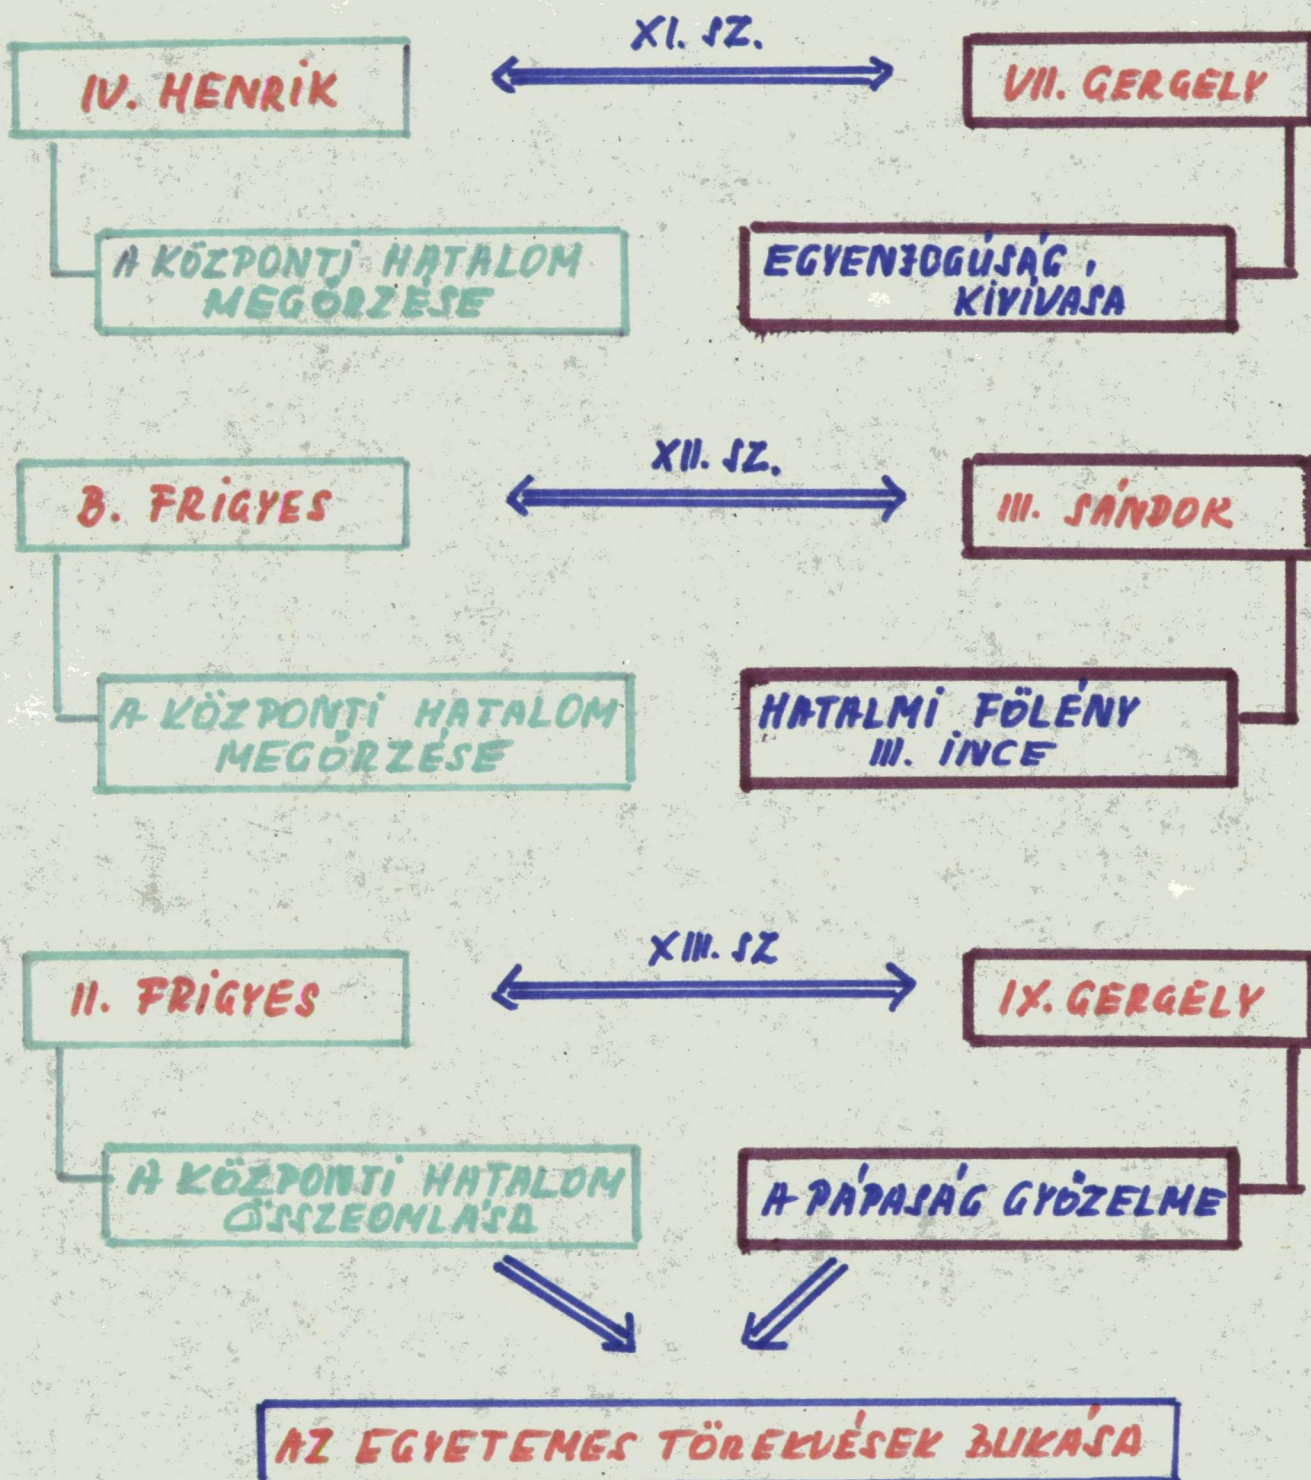 XI. SZ.
IV. HENRIK
VII. GERGELY
A KÖZPONTI HATALOM
MEGŐRZÉSE
EGYENJOGÚSÁG
KIVÍVÁSA
XII. SZ.
B. FRIGYES
III. SÁNDOR
A KÖZPONTI HATALOM
MEGŐRZÉSE
HATALMI FÖLÉNY
III. INCE
XIII. SZ
II. FRIGYES
IX. GERGELY
A KÖZPONTI HATALOM
ÖSSZEOMLÁSA
A PÁPASÁG GYŐZELME
AZ EGYETEMES TÖREKVÉSEK BUKÁSA